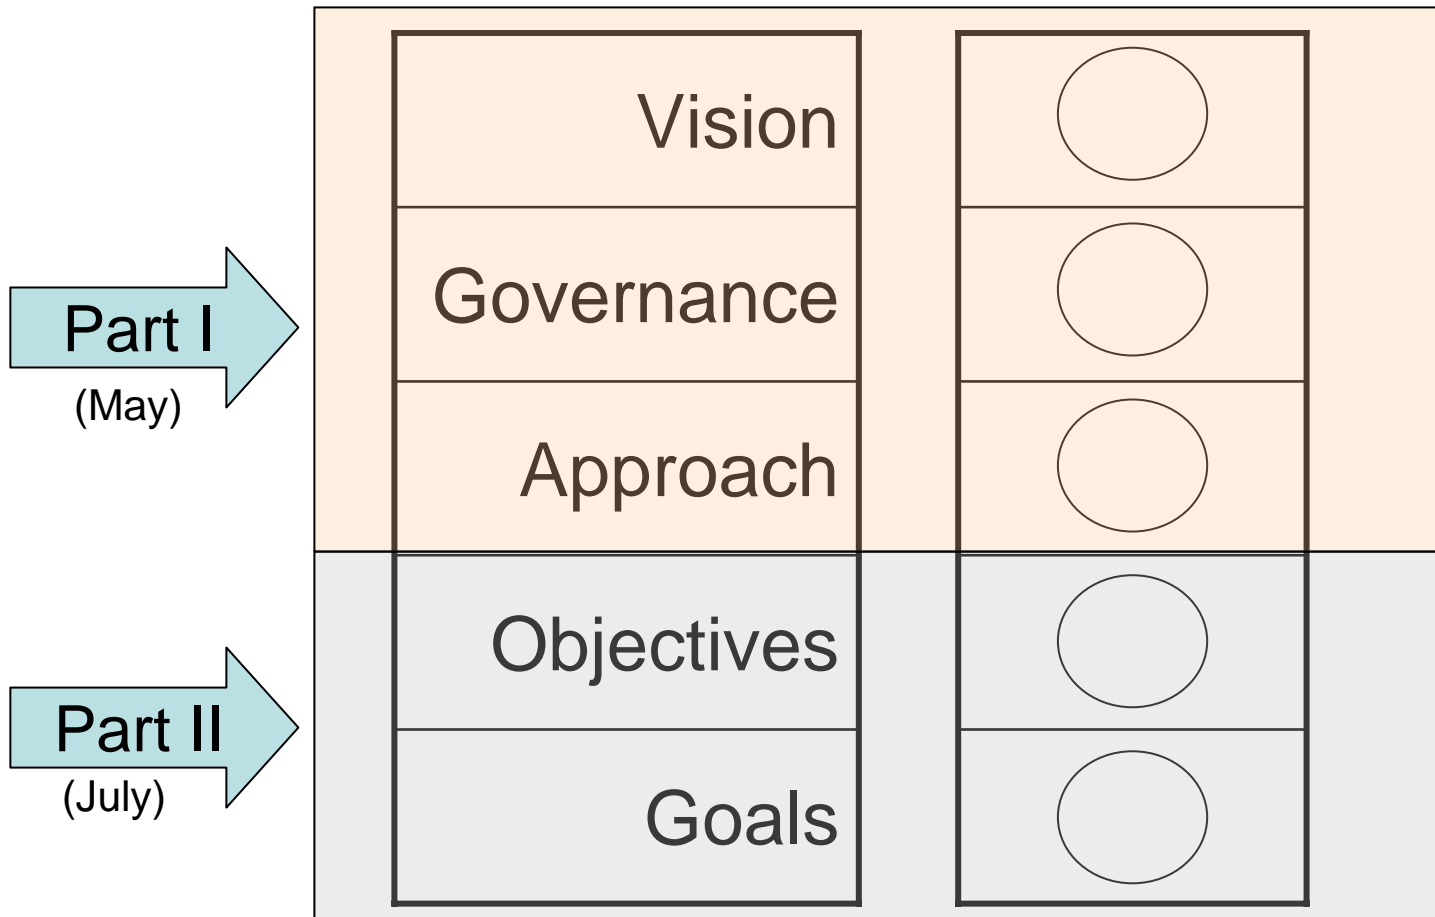 Vision
Governance
Part I
(May)
Approach
Objectives
Part II
(July)
Goals